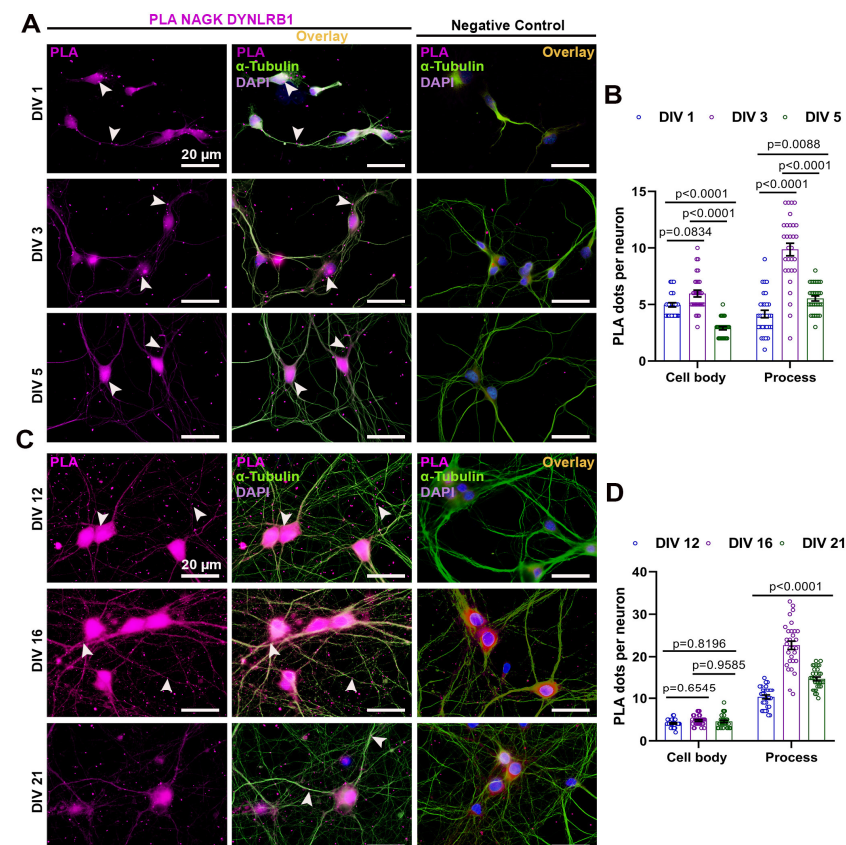 A
PLA NAGK DYNLRB1
Negative Control
Overlay
PLA
PLA
α-Tubulin
DAPI
PLA
α-Tubulin
DAPI
Overlay
DIV 1
20 µm
DIV 3
DIV 5
B
DIV 1 DIV 3 DIV 5
p=0.0088
p<0.0001
p<0.0001
p<0.0001
p<0.0001
p=0.0834
PLA dots per neuron
15
10
5
0
Cell body Process
C
PLA
PLA
α-Tubulin
DAPI
PLA
α-Tubulin
DAPI
Overlay
DIV 12
20 µm
DIV 16
DIV 21
D
DIV 12 DIV 16 DIV 21
p<0.0001
p=0.8196
p=0.9585
p=0.6545
PLA dots per neuron
40
30
20
10
0
Cell body Process